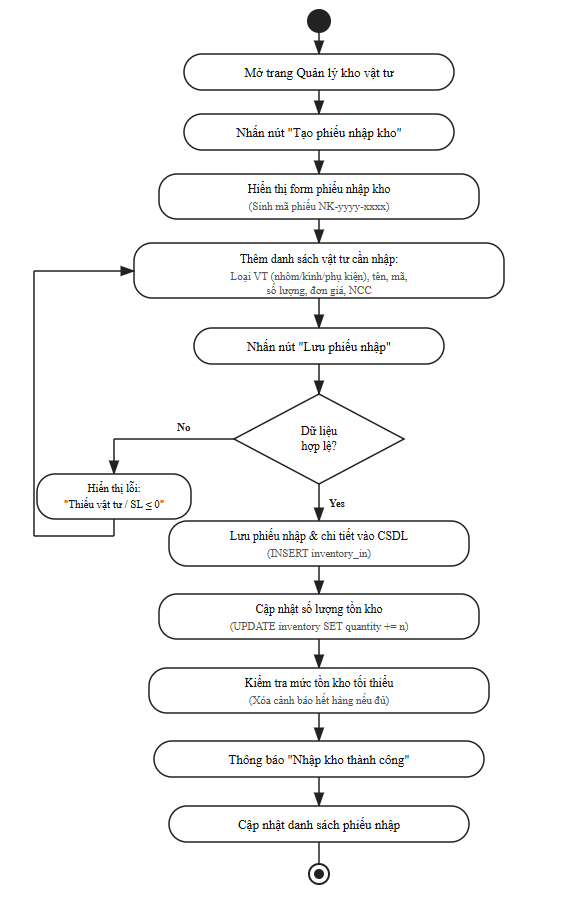 Mở trang Quản lý kho vật tư
Nhấn nút "Tạo phiếu nhập kho"
Hiển thị form phiếu nhập kho
(Sinh mã phiếu NK-yyyy-xxxx)
Thêm danh sách vật tư cần nhập:
Loại VT (nhôm/kính/phụ kiện), tên, mã,
số lượng, đơn giá, NCC
Nhấn nút "Lưu phiếu nhập"
Dữ liệu
hợp lệ?
No
Hiển thị lỗi:
"Thiếu vật tư / SL ≤ 0"
Yes
Lưu phiếu nhập & chi tiết vào CSDL
(INSERT inventory_in)
Cập nhật số lượng tồn kho
(UPDATE inventory SET quantity += n)
Kiểm tra mức tồn kho tối thiểu
(Xóa cảnh báo hết hàng nếu đủ)
Thông báo "Nhập kho thành công"
Cập nhật danh sách phiếu nhập